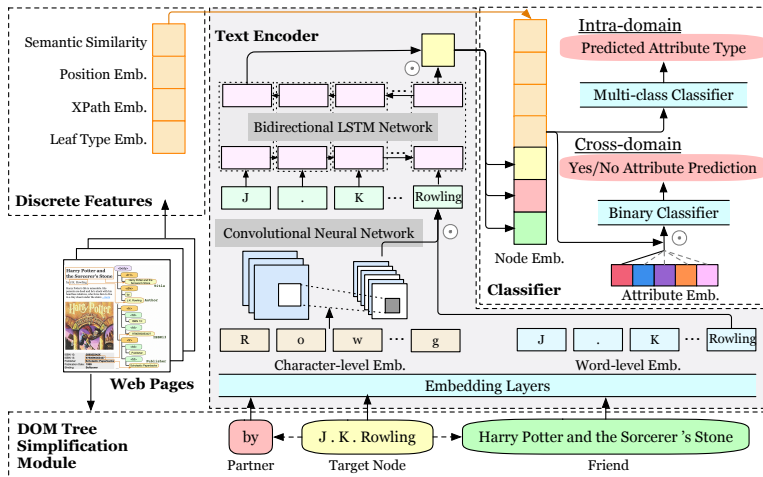 Semantic Similarity
Position Emb.
XPath Emb.
Leaf Type Emb.
Discrete Features
Text Encoder
Bidirectional LSTM Network
J
.
K
...
Rowling
Convolutional Neural Network
R
o
w
...
g
Character-level Emb.
J
.
K
...
Rowling
Word-level Emb.
Embedding Layers
Node Emb.
Intra-domain
Predicted Attribute Type
Multi-class Classifier
Cross-domain
Yes/No Attribute Prediction
Binary Classifier
Attribute Emb.
Classifier
Harry Potter and
the Sorcerer's Stone
Web Pages
DOM Tree
Simplification
Module
by
Partner
J . K . Rowling
Target Node
Harry Potter and the Sorcerer 's Stone
Friend